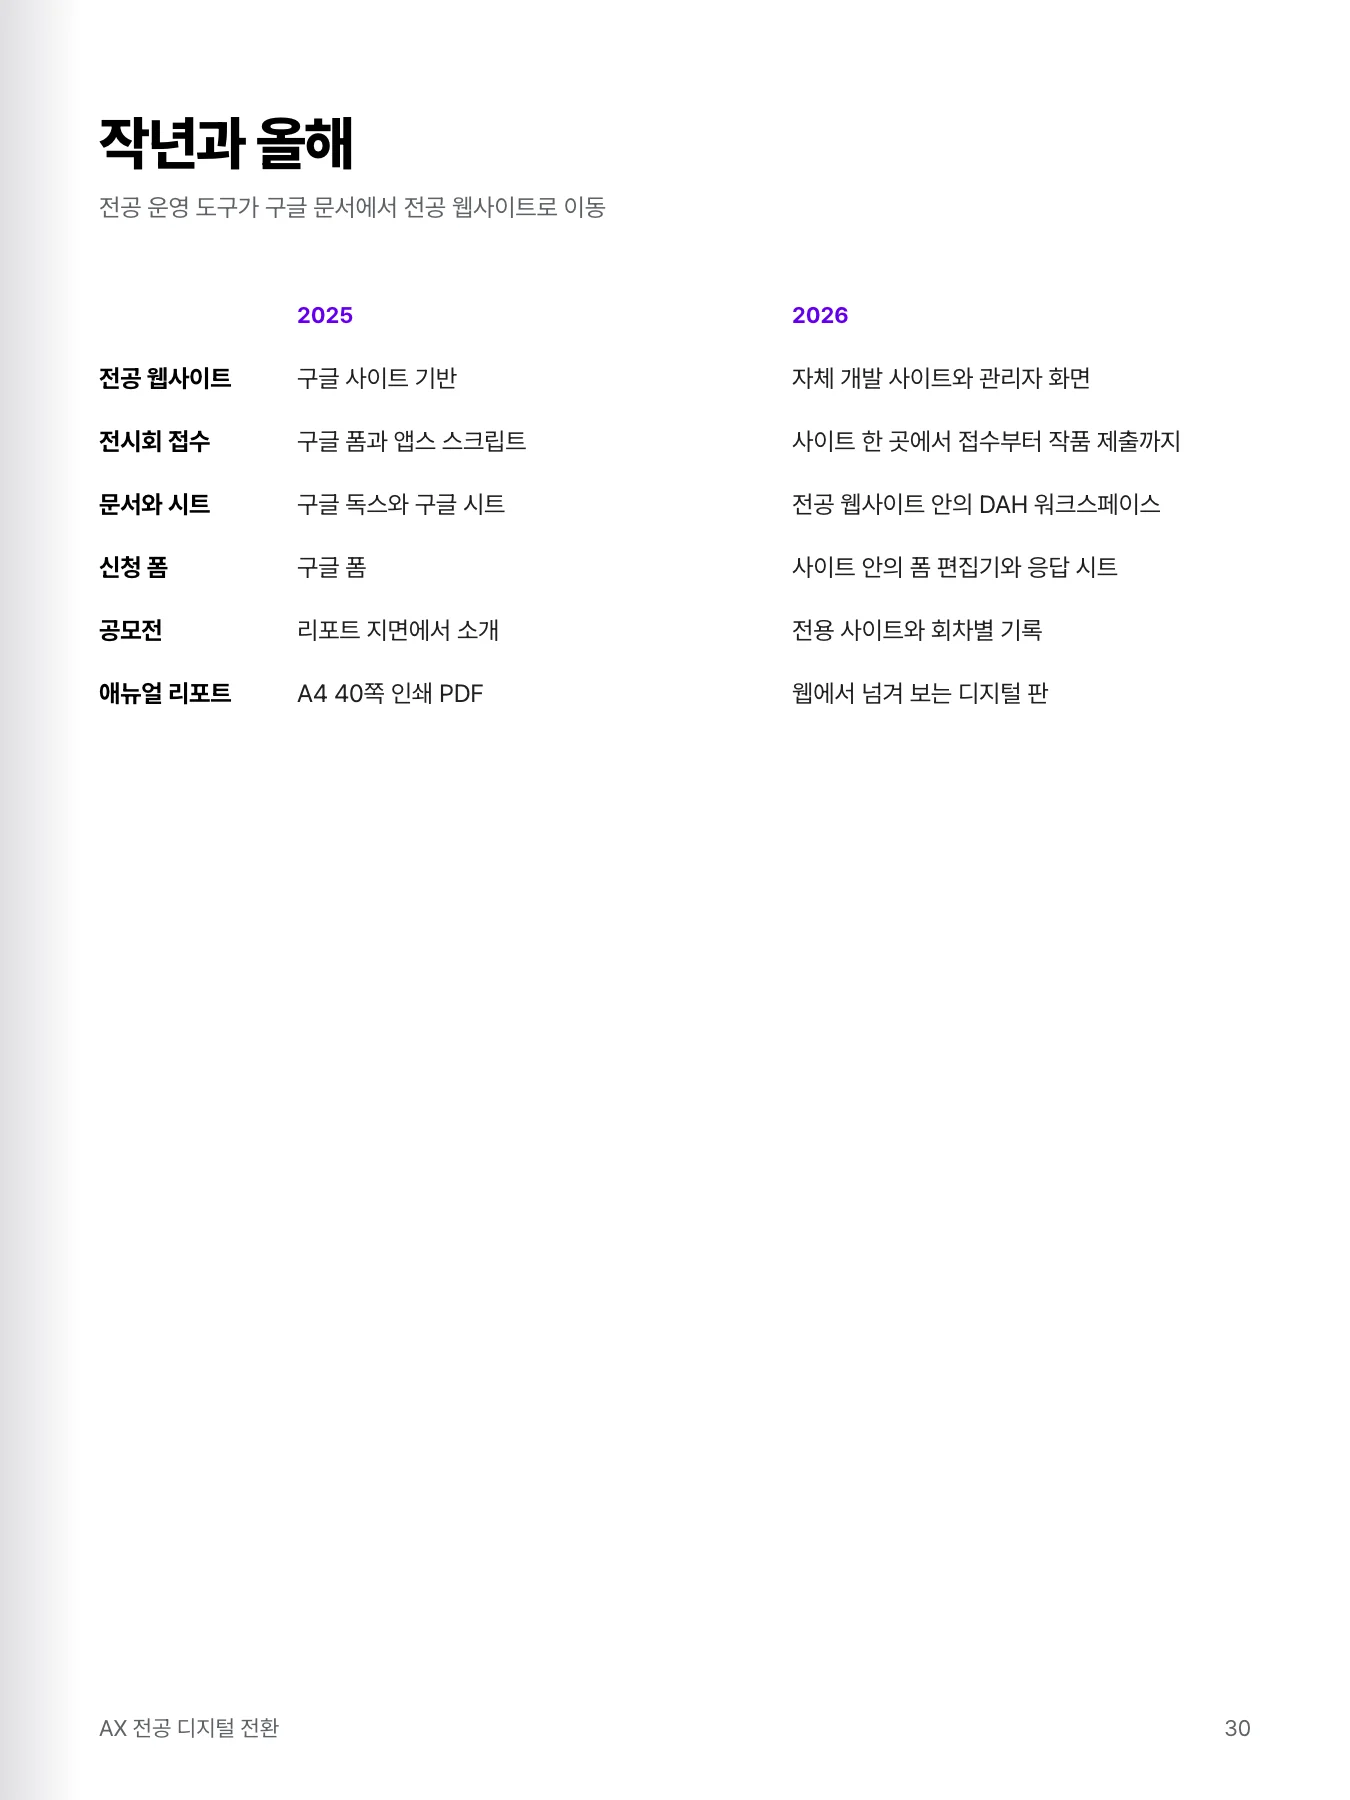 작년과 올해
전공 운영 도구가 구글 문서에서 전공 웹사이트로 이동
2025 2026
전공 웹사이트 구글 사이트 기반 자체 개발 사이트와 관리자 화면
전시회 접수 구글 폼과 앱스 스크립트 사이트 한 곳에서 접수부터 작품 제출까지
문서와 시트 구글 독스와 구글 시트 전공 웹사이트 안의 DAH 워크스페이스
신청 폼 구글 폼 사이트 안의 폼 편집기와 응답 시트
공모전 리포트 지면에서 소개 전용 사이트와 회차별 기록
애뉴얼 리포트 A4 40쪽 인쇄 PDF 웹에서 넘겨 보는 디지털 판
AX 전공 디지털 전환 30